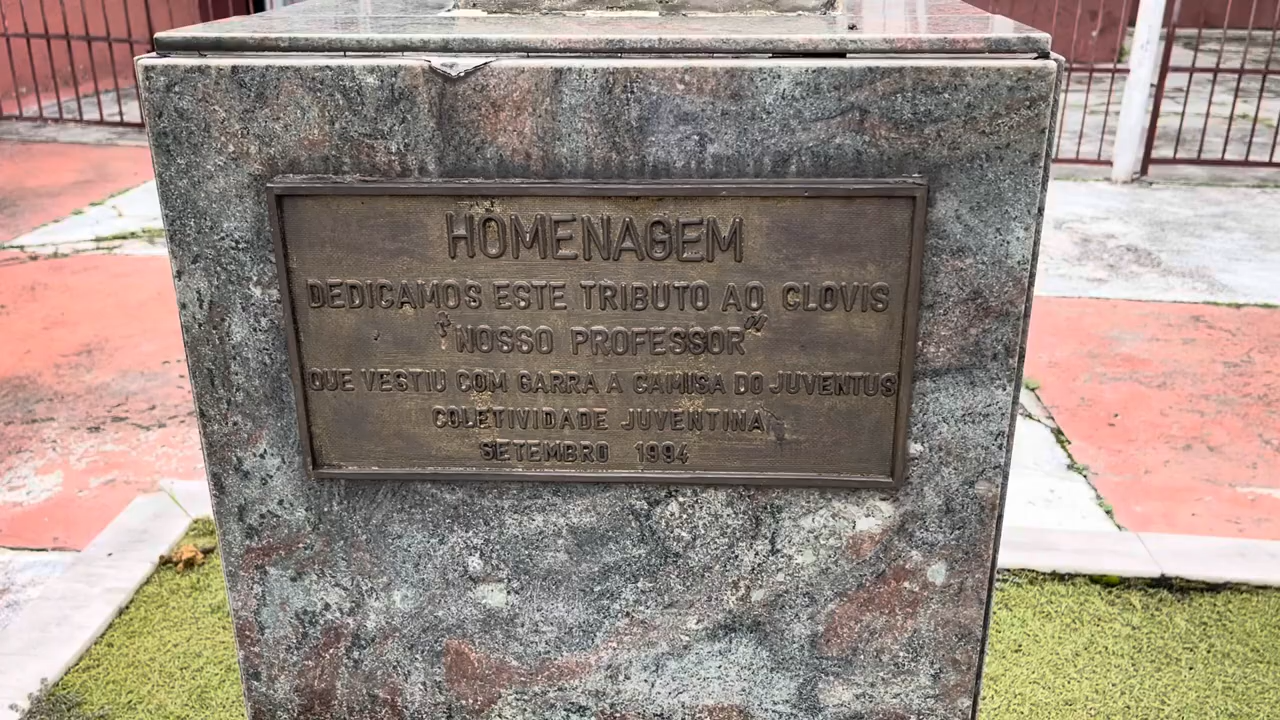 HOMENAGEM
DEDICAMOS ESTE TRIBUTO AO CLOVIS
"NOSSO PROFESSOR"
QUE VESTIU COM GARRA A CAMISA DO JUVENTUS
COLETIVIDADE JUVENTINA
SETEMBRO 1994